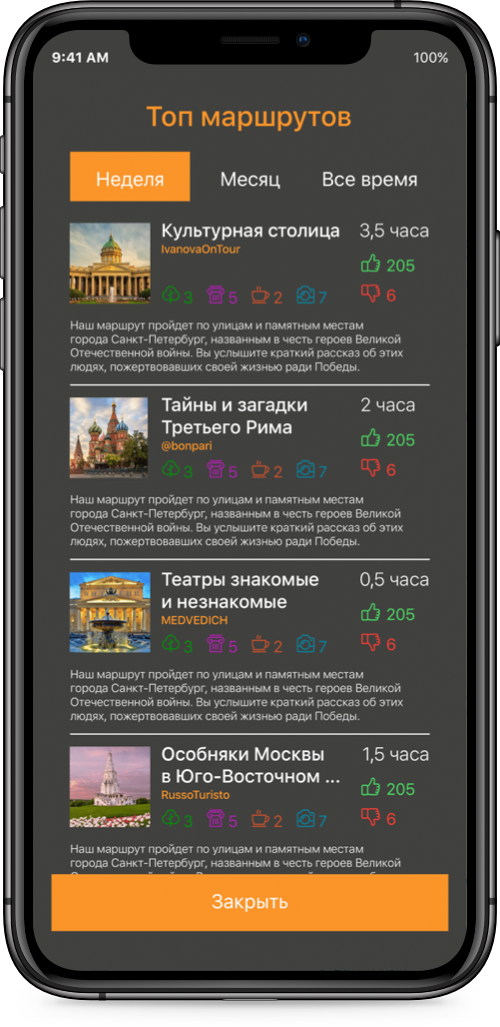 9:41 AM 100%
Топ маршрутов
Неделя Месяц Все время
Культурная столица 3,5 часа
IvanovaOnTour
205
3 5 2 7 6
Наш маршрут пройдет по улицам и памятным местам
города Санкт-Петербург, названным в честь героев Великой
Отечественной войны. Вы услышите краткий рассказ об этих
людях, пожертвовавших своей жизнью ради Победы.
Тайны и загадки 2 часа
Третьего Рима
205
@bonpari
3 5 2 7 6
Наш маршрут пройдет по улицам и памятным местам
города Санкт-Петербург, названным в честь героев Великой
Отечественной войны. Вы услышите краткий рассказ об этих
людях, пожертвовавших своей жизнью ради Победы.
Театры знакомые 0,5 часа
и незнакомые
205
MEDVEDICH
3 5 2 7 6
Наш маршрут пройдет по улицам и памятным местам
города Санкт-Петербург, названным в честь героев Великой
Отечественной войны. Вы услышите краткий рассказ об этих
людях, пожертвовавших своей жизнью ради Победы.
Особняки Москвы 1,5 часа
в Юго-Восточном ...
205
RussoTuristo
3 5 2 7 6
Наш маршрут пройдет по улицам и памятным местам
города Санкт-Петербург, названным в честь героев Великой
Закрыть